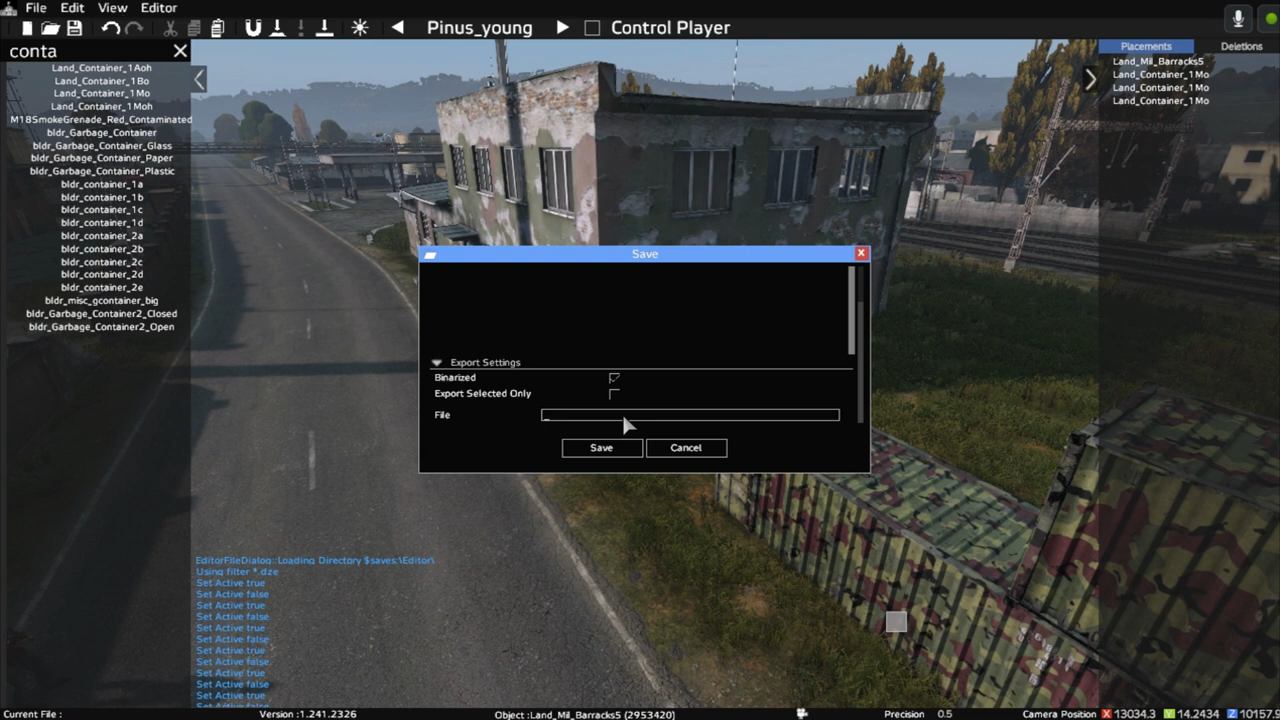 File Edit View Editor
Pinus_young Control Player
conta
Land_Container_1Aoh
Land_Container_1Bo
Land_Container_1Mo
Land_Container_1Moh
M18SmokeGrenade_Red_Contaminated
bldr_Garbage_Container
bldr_Garbage_Container_Glass
bldr_Garbage_Container_Paper
bldr_Garbage_Container_Plastic
bldr_container_1a
bldr_container_1b
bldr_container_1c
bldr_container_1d
bldr_container_2a
bldr_container_2b
bldr_container_2c
bldr_container_2d
bldr_container_2e
bldr_misc_gcontainer_big
bldr_Garbage_Container2_Closed
bldr_Garbage_Container2_Open
Placements Deletions
Land_Mil_Barracks5
Land_Container_1Mo
Land_Container_1Mo
Land_Container_1Mo
Save
Export Settings
Binarized
Export Selected Only
File _
Save Cancel
EditorFileDialog::Loading Directory $saves:\Editor\
Using filter *.dze
Set Active true
Set Active false
Set Active true
Set Active false
Set Active true
Set Active false
Set Active true
Set Active false
Set Active true
Set Active false
Set Active true
Set Active false
Current File : Version :1.241.2326 Object :Land_Mil_Barracks5 (2953420) Precision 0.5 Camera Position X 13034.3 Y 14.2434 Z 10157.9